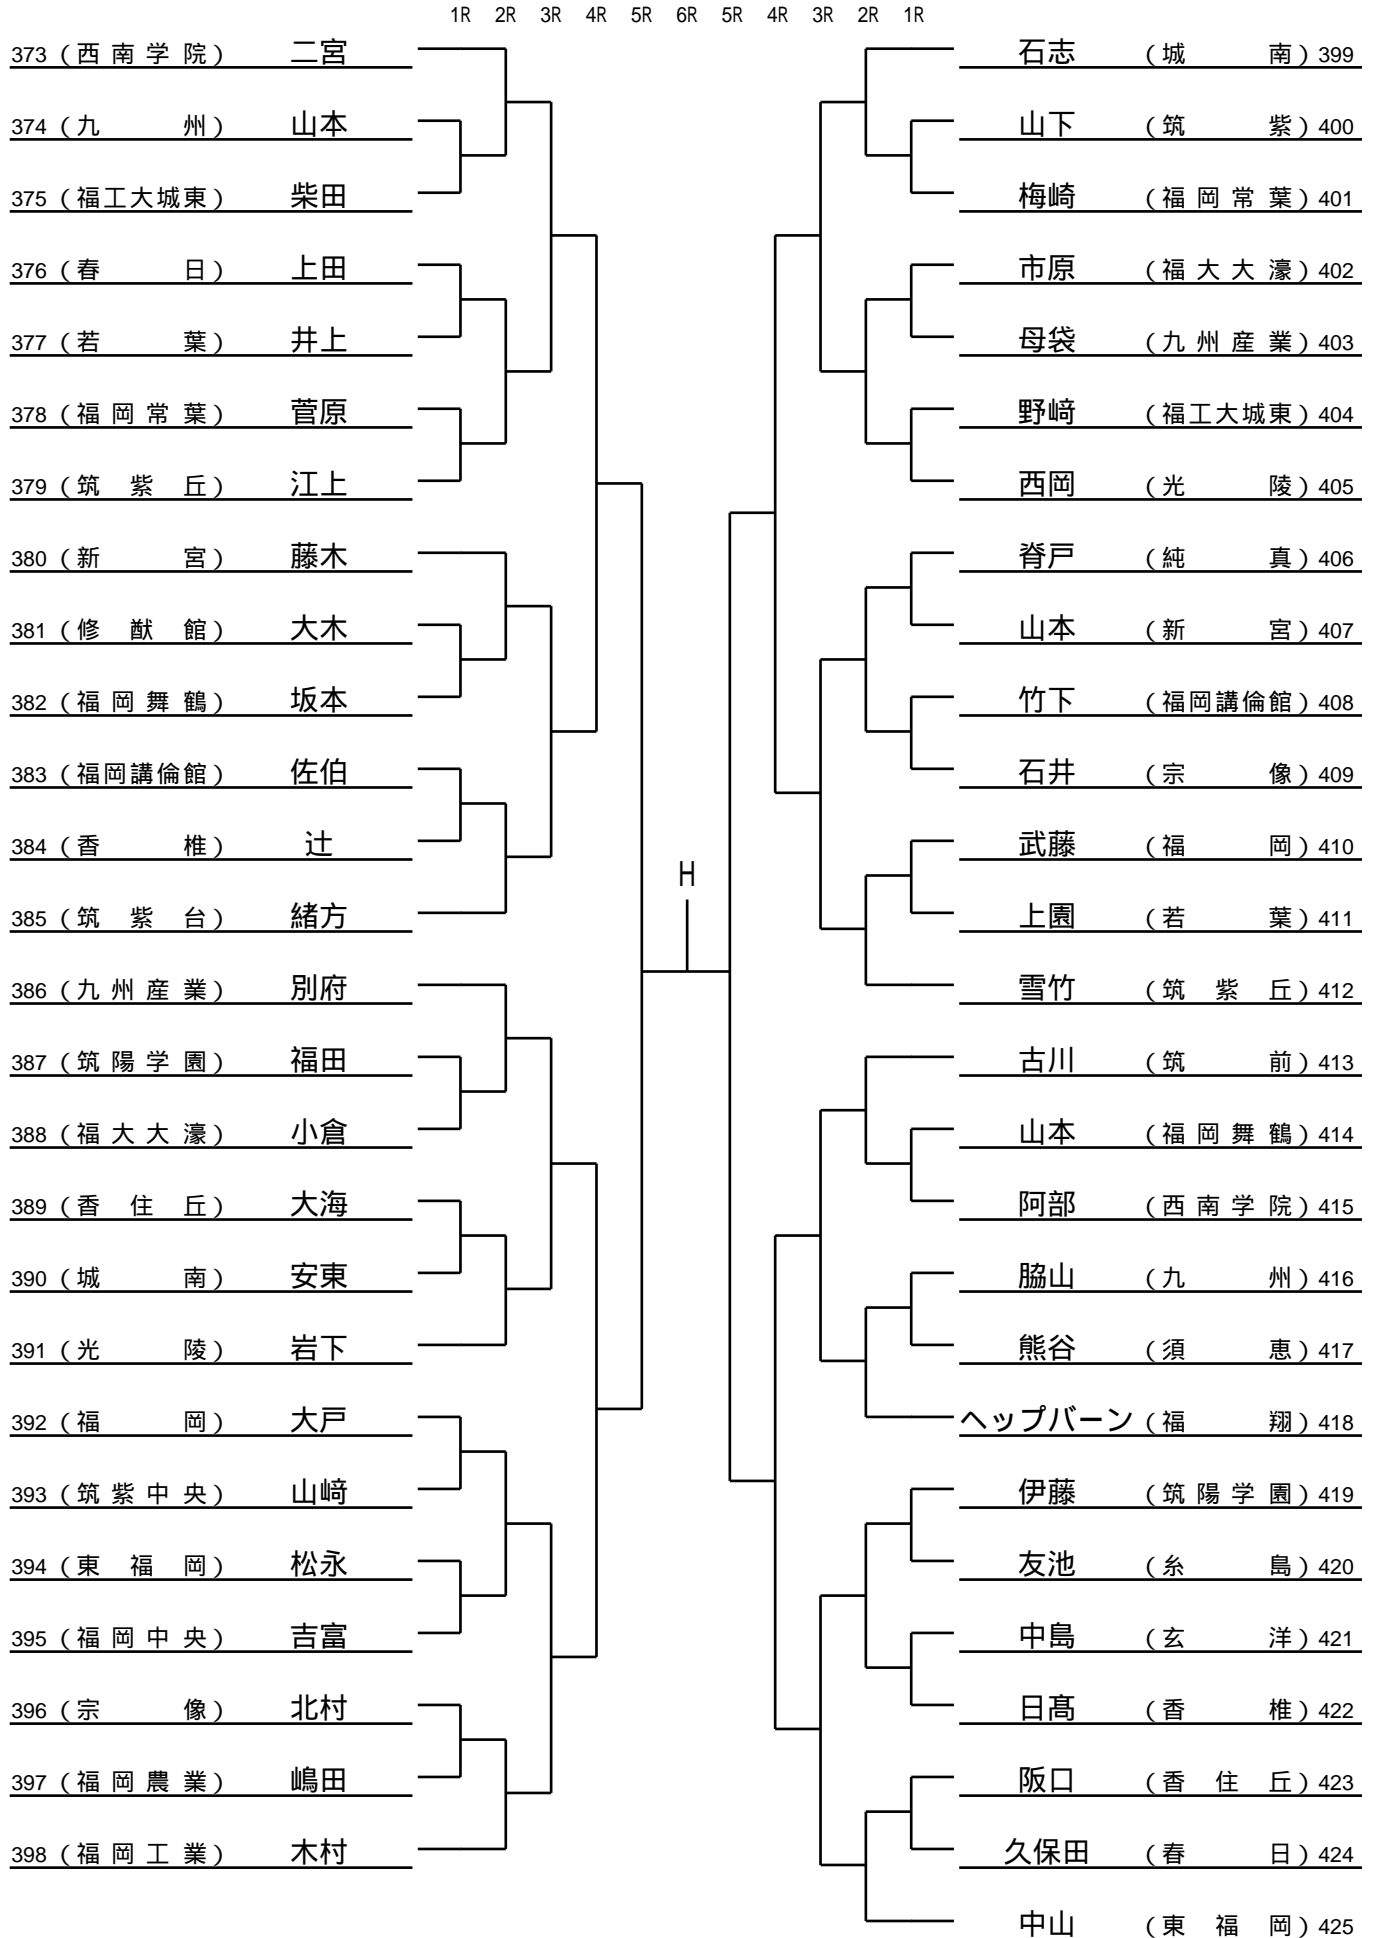 1R 2R 3R 4R 5R 6R 5R 4R 3R 2R 1R
373 (西南学院) 二宮
374 (九州) 山本
375 (福工大城東) 柴田
376 (春日) 上田
377 (若葉) 井上
378 (福岡常葉) 菅原
379 (筑紫丘) 江上
380 (新宮) 藤木
381 (修猷館) 大木
382 (福岡舞鶴) 坂本
383 (福岡講倫館) 佐伯
384 (香椎) 辻
385 (筑紫台) 緒方
386 (九州産業) 別府
387 (筑陽学園) 福田
388 (福大大濠) 小倉
389 (香住丘) 大海
390 (城南) 安東
391 (光陵) 岩下
392 (福岡) 大戸
393 (筑紫中央) 山﨑
394 (東福岡) 松永
395 (福岡中央) 吉富
396 (宗像) 北村
397 (福岡農業) 嶋田
398 (福岡工業) 木村
H
石志 (城南) 399
山下 (筑紫) 400
梅崎 (福岡常葉) 401
市原 (福大大濠) 402
母袋 (九州産業) 403
野﨑 (福工大城東) 404
西岡 (光陵) 405
脊戸 (純真) 406
山本 (新宮) 407
竹下 (福岡講倫館) 408
石井 (宗像) 409
武藤 (福岡) 410
上園 (若葉) 411
雪竹 (筑紫丘) 412
古川 (筑前) 413
山本 (福岡舞鶴) 414
阿部 (西南学院) 415
脇山 (九州) 416
熊谷 (須恵) 417
ヘップバーン (福翔) 418
伊藤 (筑陽学園) 419
友池 (糸島) 420
中島 (玄洋) 421
日髙 (香椎) 422
阪口 (香住丘) 423
久保田 (春日) 424
中山 (東福岡) 425